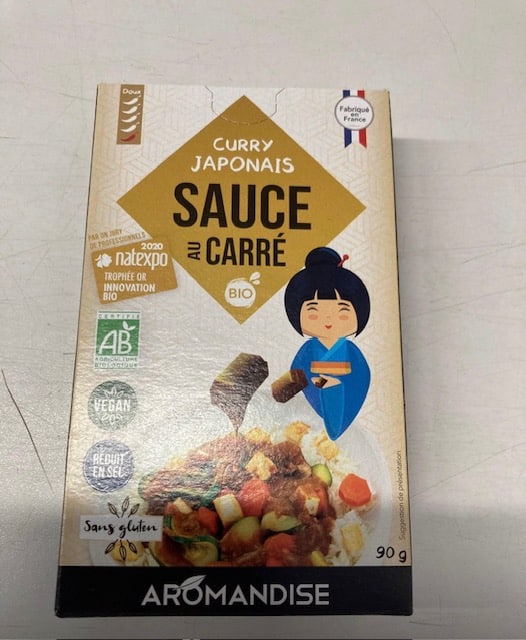 Doux
Fabriqué
en
France
CURRY
JAPONAIS
SAUCE
AU CARRÉ
BIO
PAR UN JURY
DE PROFESSIONNELS
2020
natexpo
TROPHÉE OR
INNOVATION
BIO
CERTIFIÉ
AB
AGRICULTURE
BIOLOGIQUE
VEGAN
RÉDUIT
EN SEL
Sans gluten
Suggestion de présentation
90 g
AROMANDISE